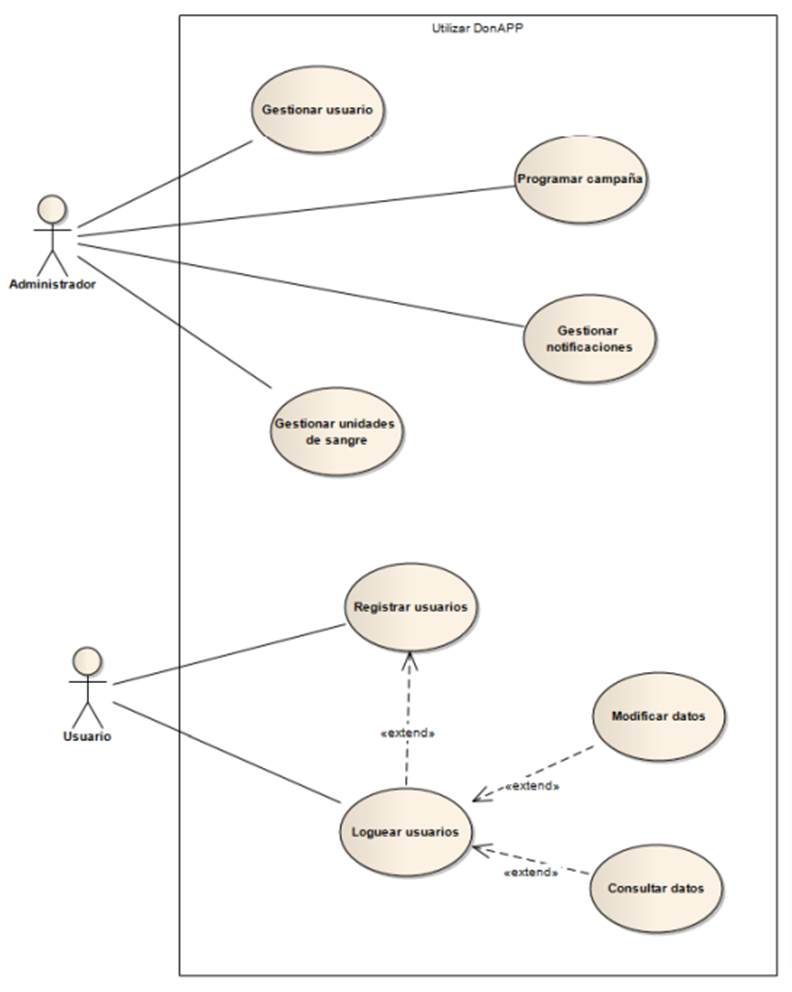 Utilizar DonAPP
Gestionar usuario
Programar campaña
Administrador
Gestionar
notificaciones
Gestionar unidades
de sangre
Registrar usuarios
Usuario
Modificar datos
«extend»
«extend»
Loguear usuarios
«extend»
Consultar datos